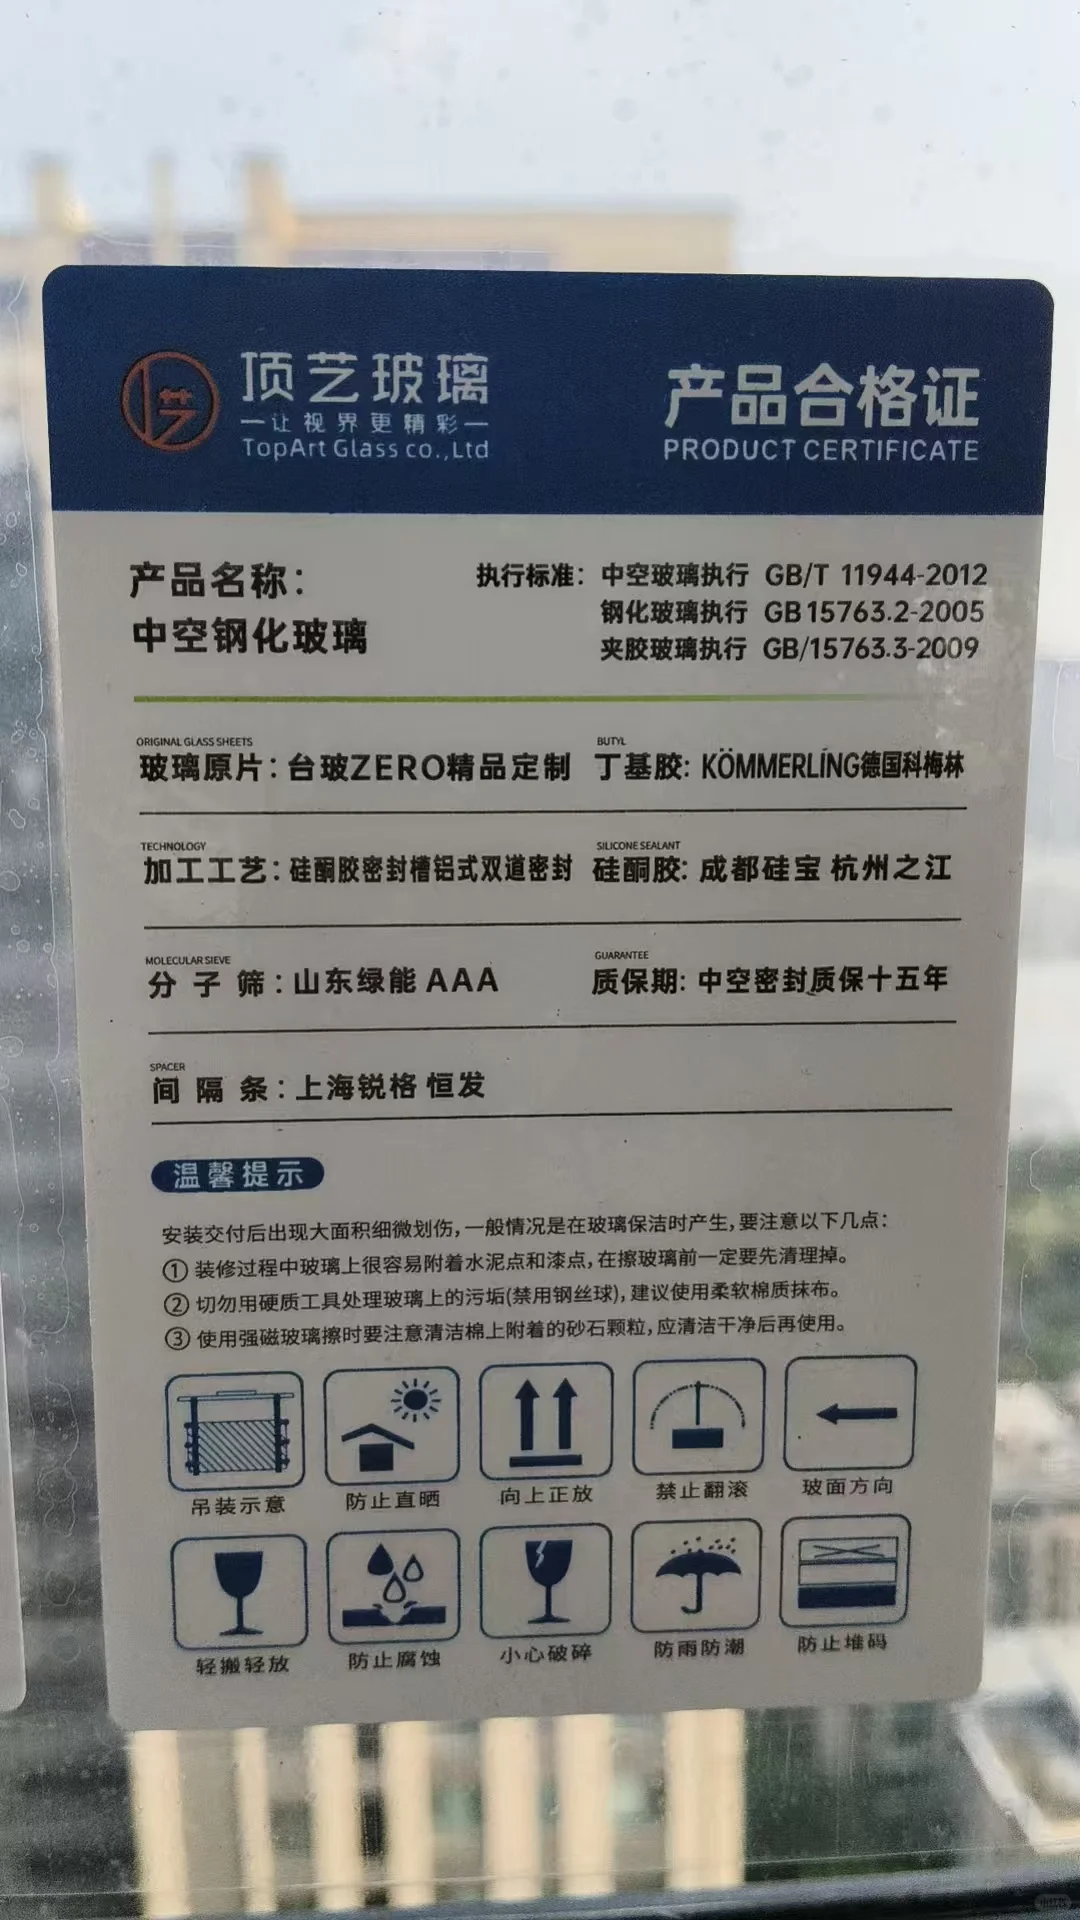 顶艺玻璃
—让视界更精彩—
TopArt Glass co.,Ltd
产品合格证
PRODUCT CERTIFICATE
产品名称：
中空钢化玻璃
执行标准：中空玻璃执行 GB/T 11944-2012
钢化玻璃执行 GB 15763.2-2005
夹胶玻璃执行 GB/15763.3-2009
ORIGINAL GLASS SHEETS
玻璃原片：台玻ZERO精品定制
BUTYL
丁基胶：KÖMMERLÍNG德国科梅林
TECHNOLOGY
加工工艺：硅酮胶密封槽铝式双道密封
SILICONE SEALANT
硅酮胶：成都硅宝 杭州之江
MOLECULAR SIEVE
分子筛：山东绿能 AAA
GUARANTEE
质保期：中空密封质保十五年
SPACER
间隔条：上海锐格 恒发
温馨提示
安装交付后出现大面积细微划伤，一般情况是在玻璃保洁时产生，要注意以下几点：
① 装修过程中玻璃上很容易附着水泥点和漆点，在擦玻璃前一定要先清理掉。
② 切勿用硬质工具处理玻璃上的污垢(禁用钢丝球)，建议使用柔软棉质抹布。
③ 使用强磁玻璃擦时要注意清洁棉上附着的砂石颗粒，应清洁干净后再使用。
吊装示意
防止直晒
向上正放
禁止翻滚
玻面方向
轻搬轻放
防止腐蚀
小心破碎
防雨防潮
防止堆码